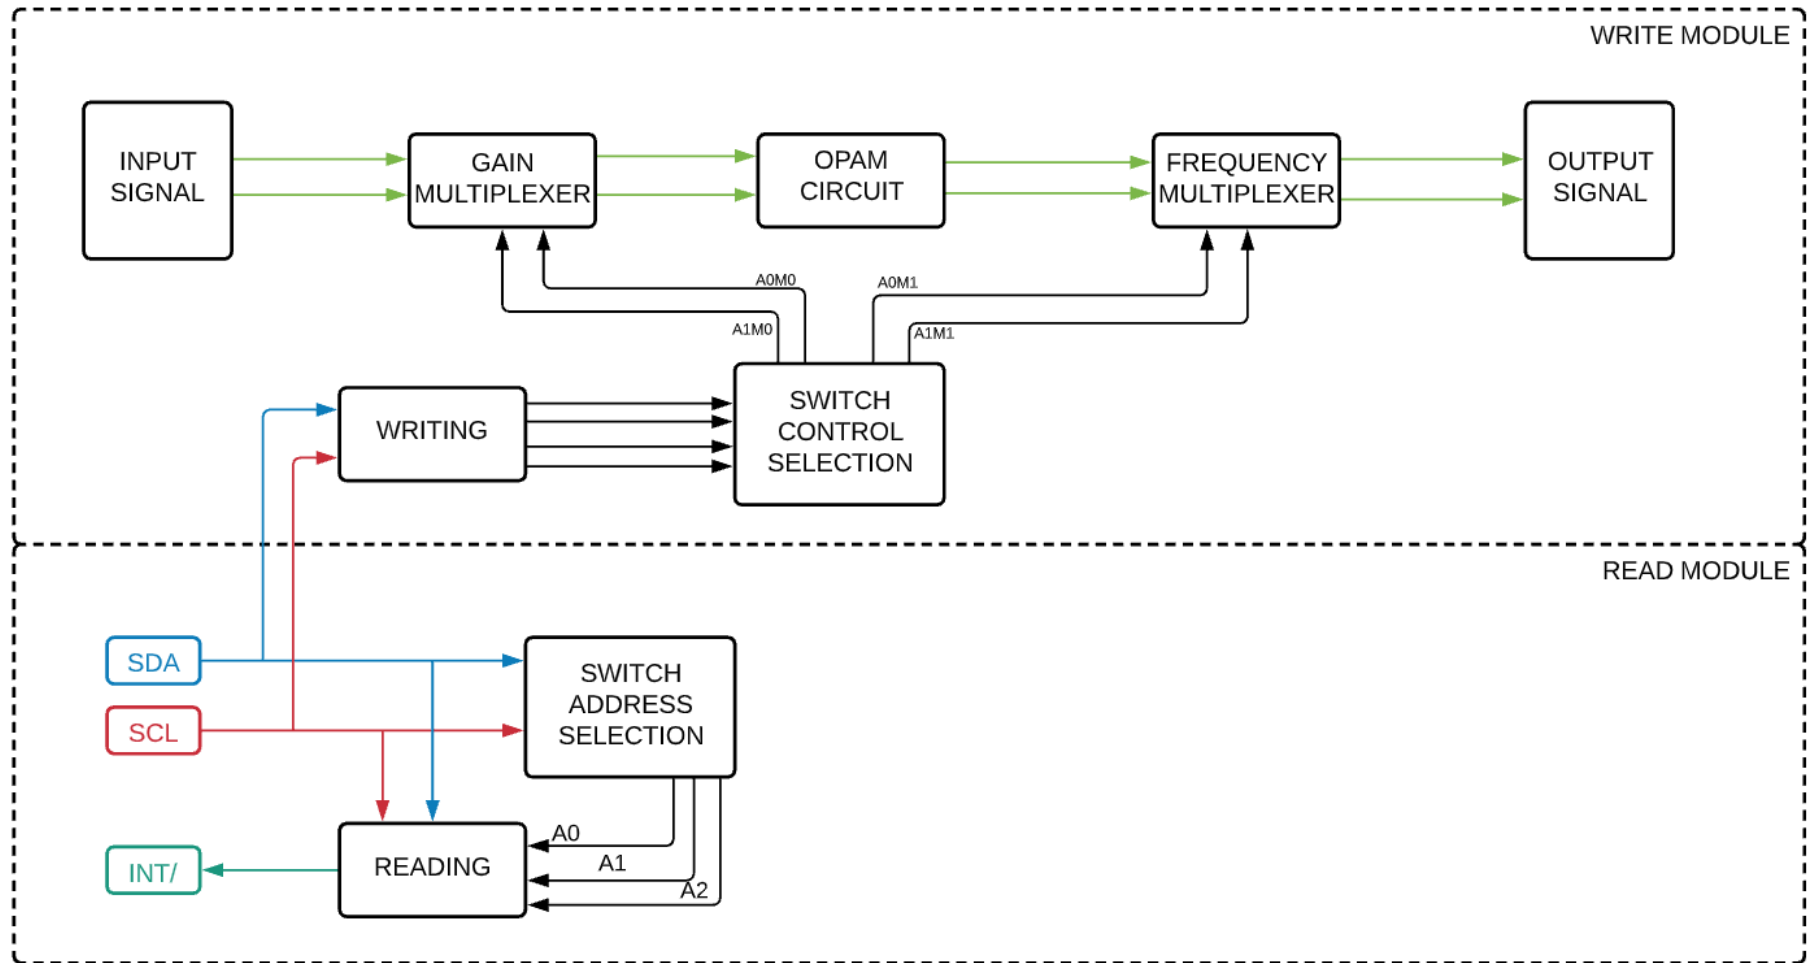 WRITE MODULE
INPUT
SIGNAL
GAIN
MULTIPLEXER
OPAM
CIRCUIT
FREQUENCY
MULTIPLEXER
OUTPUT
SIGNAL
A0M0
A0M1
A1M0
A1M1
WRITING
SWITCH
CONTROL
SELECTION
READ MODULE
SDA
SCL
SWITCH
ADDRESS
SELECTION
A0
A1
A2
READING
INT/